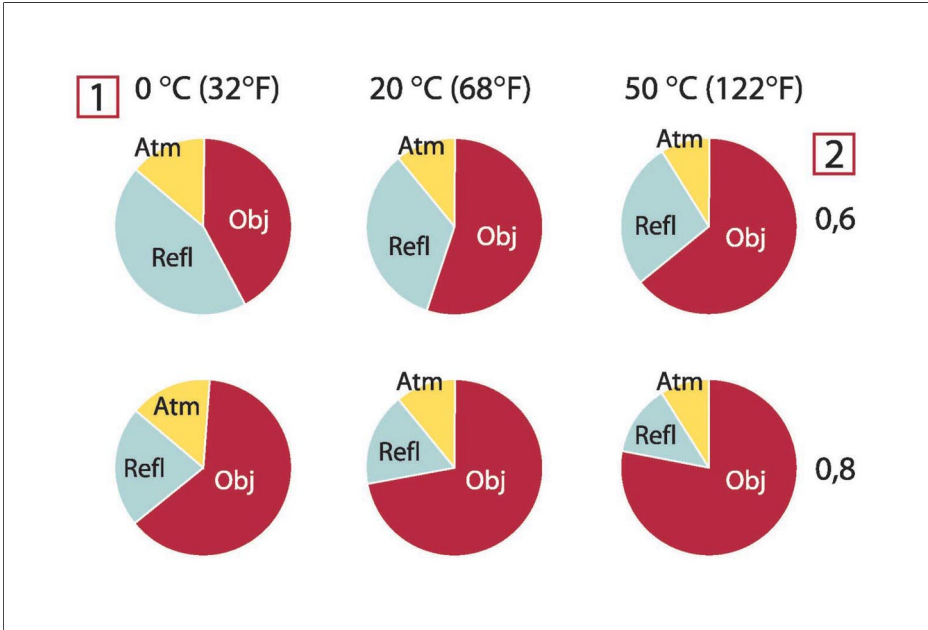 1 0 °C (32°F) 20 °C (68°F) 50 °C (122°F)
Atm Atm Atm 2
Obj Refl Obj Refl Obj Refl 0,6
Atm Atm Atm
Refl Obj Refl Obj Refl Obj 0,8